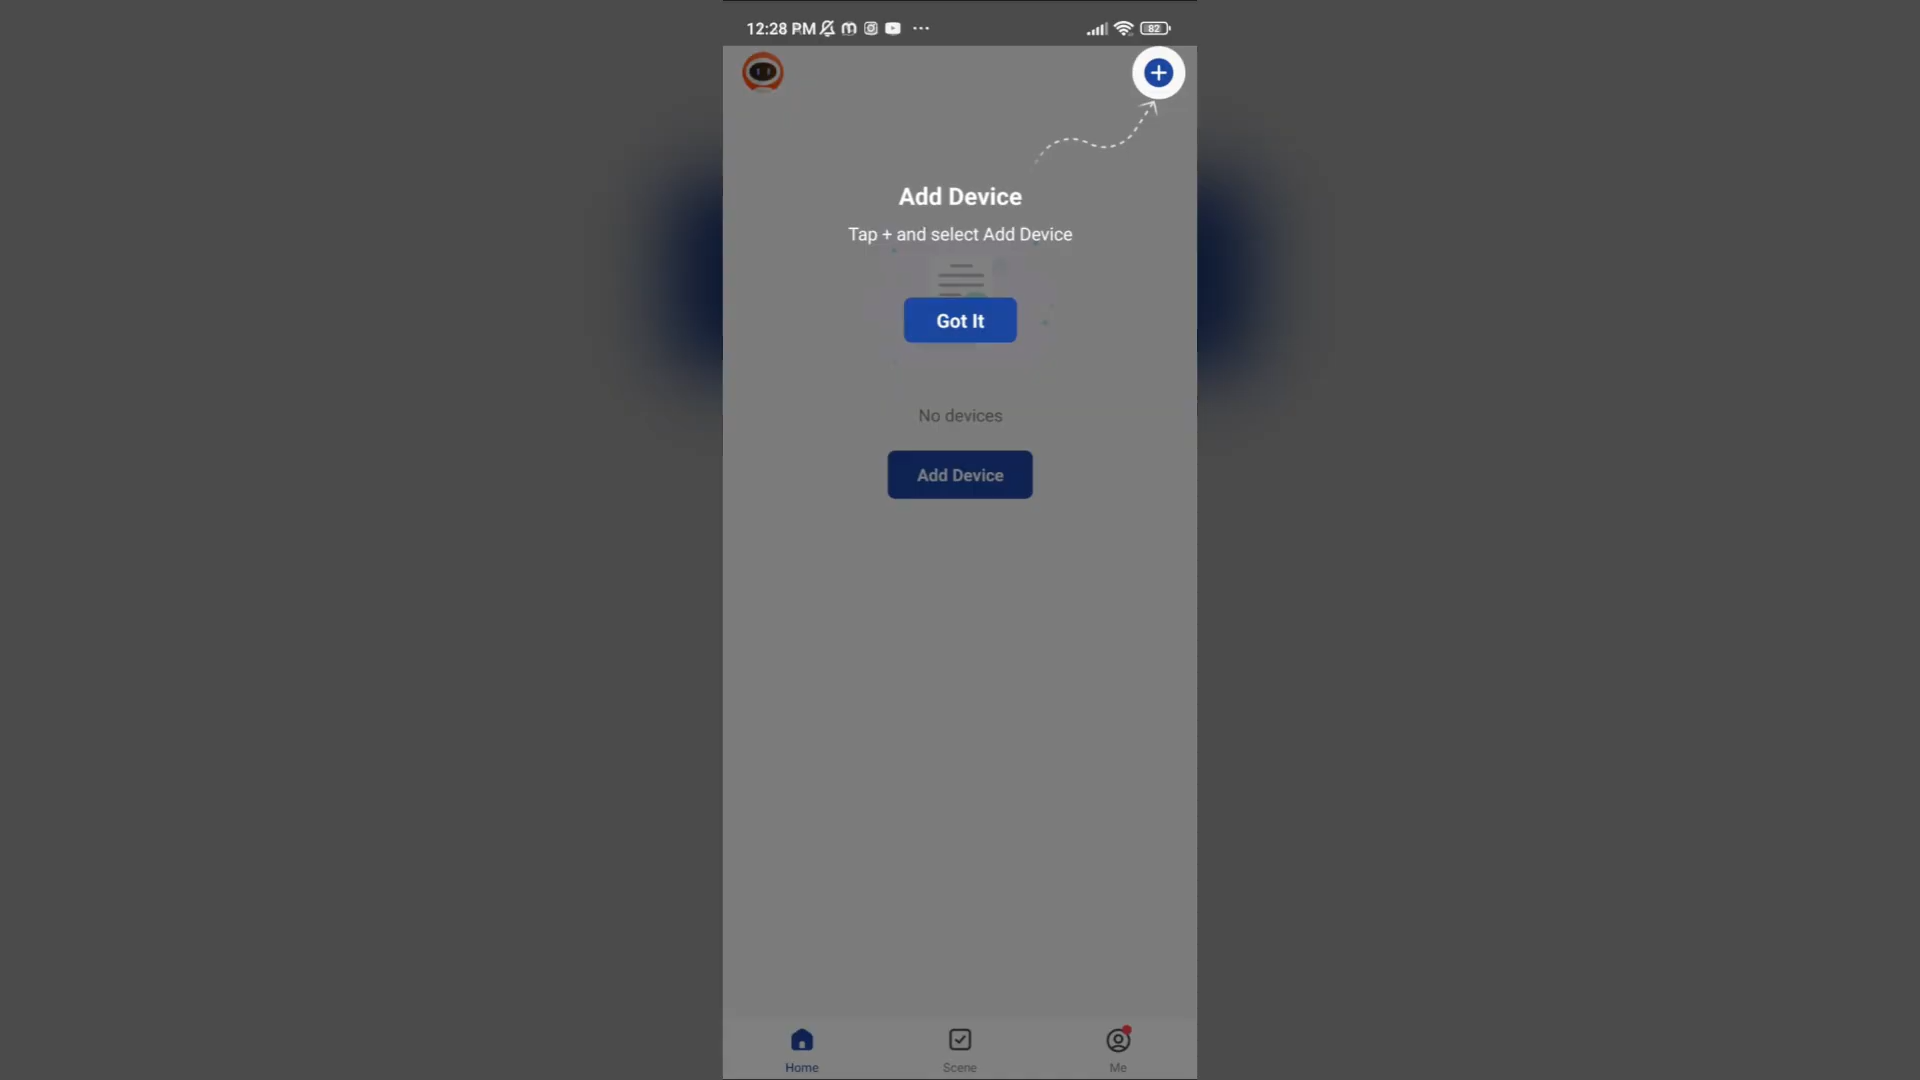 12:28 PM
82
Add Device
Tap + and select Add Device
Got It
No devices
Add Device
Home
Scene
Me